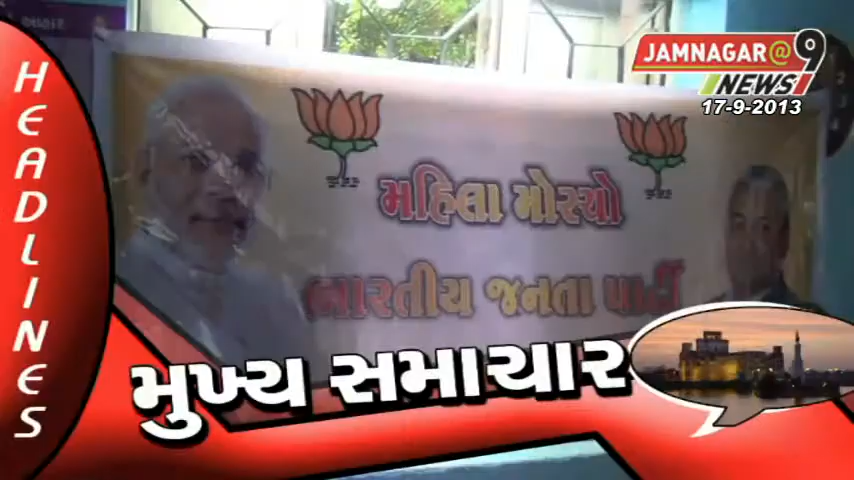 HEADLINES
JAMNAGAR@9
NEWS
17-9-2013
મહિલા મોરચો
ભારતીય જનતા પાર્ટી
મુખ્ય સમાચાર